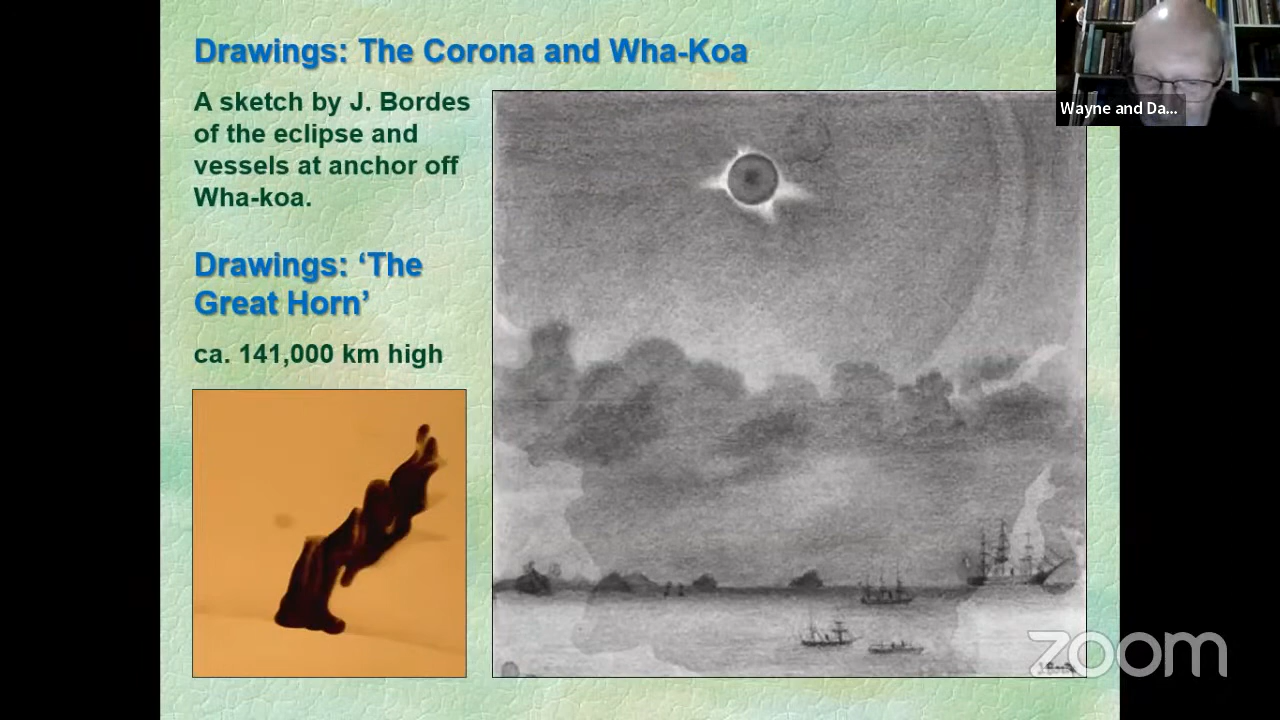 Drawings: The Corona and Wha-Koa
A sketch by J. Bordes
of the eclipse and
vessels at anchor off
Wha-koa.
Drawings: ‘The
Great Horn’
ca. 141,000 km high
Wayne and Da...
zoom